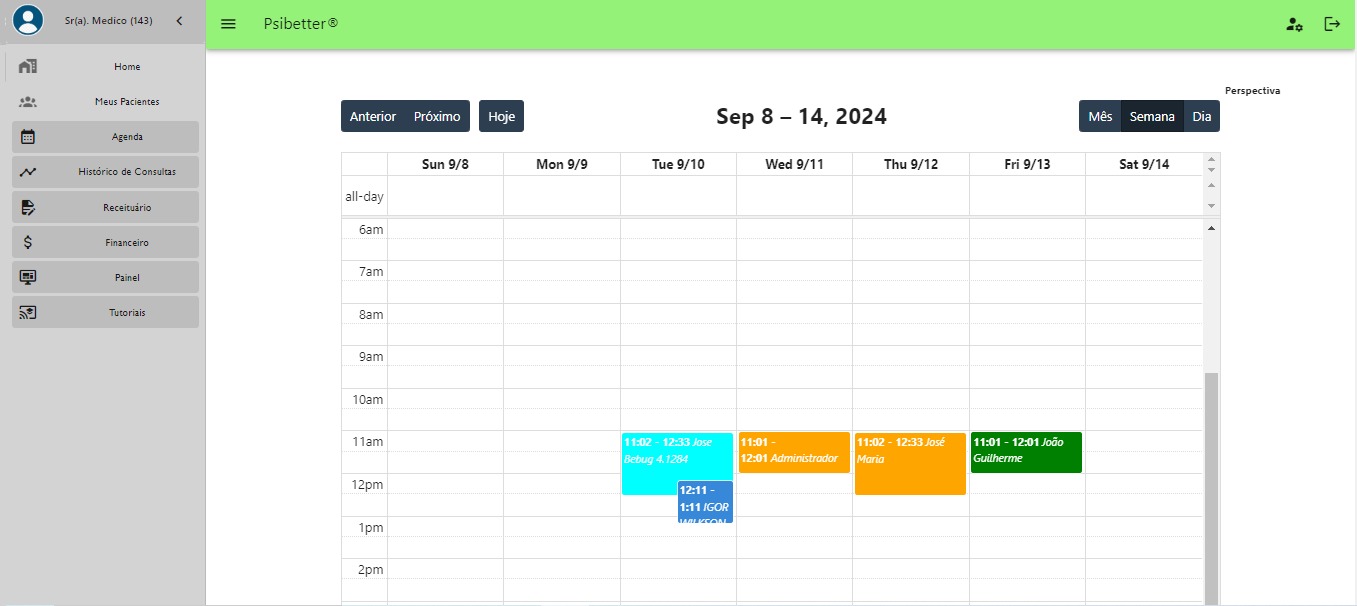 Sr(a). Medico (143)
Psibetter®
Home
Meus Pacientes
Agenda
Histórico de Consultas
Receituário
Financeiro
Painel
Tutoriais
Perspectiva
Anterior Próximo Hoje
Sep 8 – 14, 2024
Mês Semana Dia
Sun 9/8 Mon 9/9 Tue 9/10 Wed 9/11 Thu 9/12 Fri 9/13 Sat 9/14
all-day
6am
7am
8am
9am
10am
11am
11:02 - 12:33 Jose
Bebug 4.1284
11:01 -
12:01 Administrador
11:02 - 12:33 José
Maria
11:01 - 12:01 João
Guilherme
12pm
12:11 -
1:11 IGOR
WILKSON
1pm
2pm